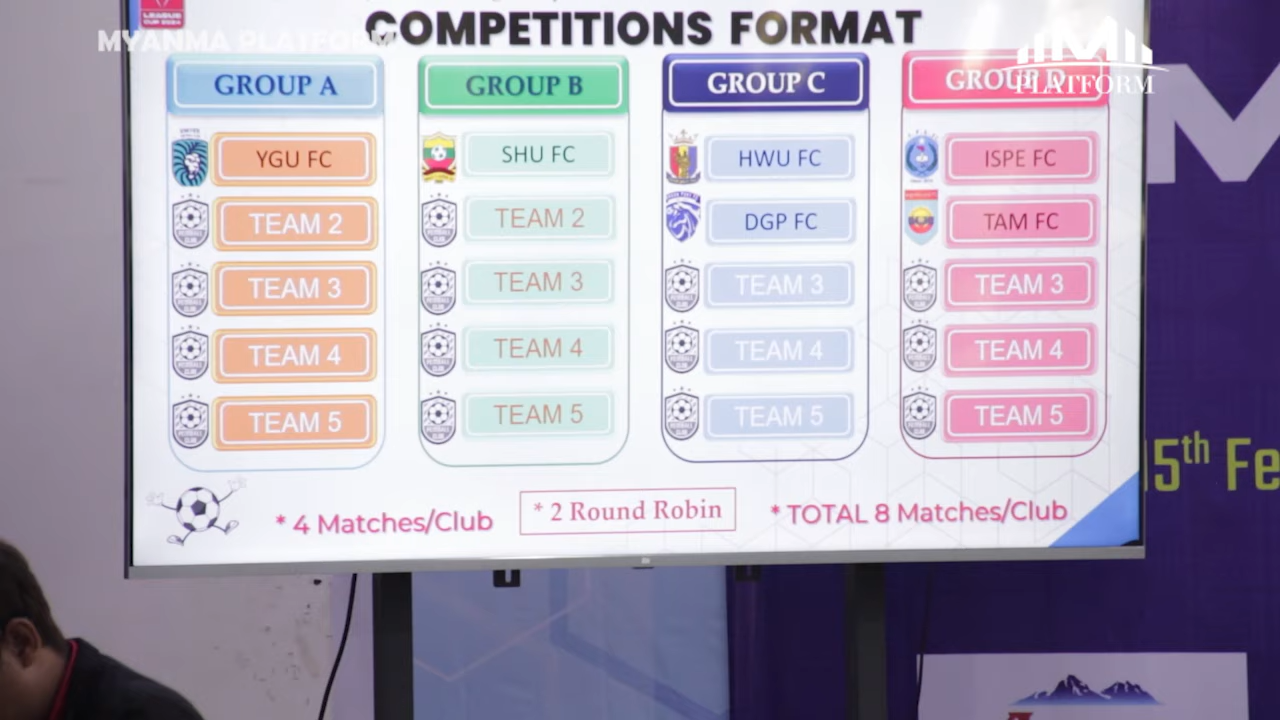 LEAGUE
CUP 2024
MYANMA PLATFORM
COMPETITIONS FORMAT
PLATFORM
GROUP A
GROUP B
GROUP C
GROUP D
YGU FC
SHU FC
HWU FC
ISPE FC
TEAM 2
TEAM 2
DGP FC
TAM FC
TEAM 3
TEAM 3
TEAM 3
TEAM 3
TEAM 4
TEAM 4
TEAM 4
TEAM 4
TEAM 5
TEAM 5
TEAM 5
TEAM 5
* 4 Matches/Club
* 2 Round Robin
* TOTAL 8 Matches/Club
M
5th Fe